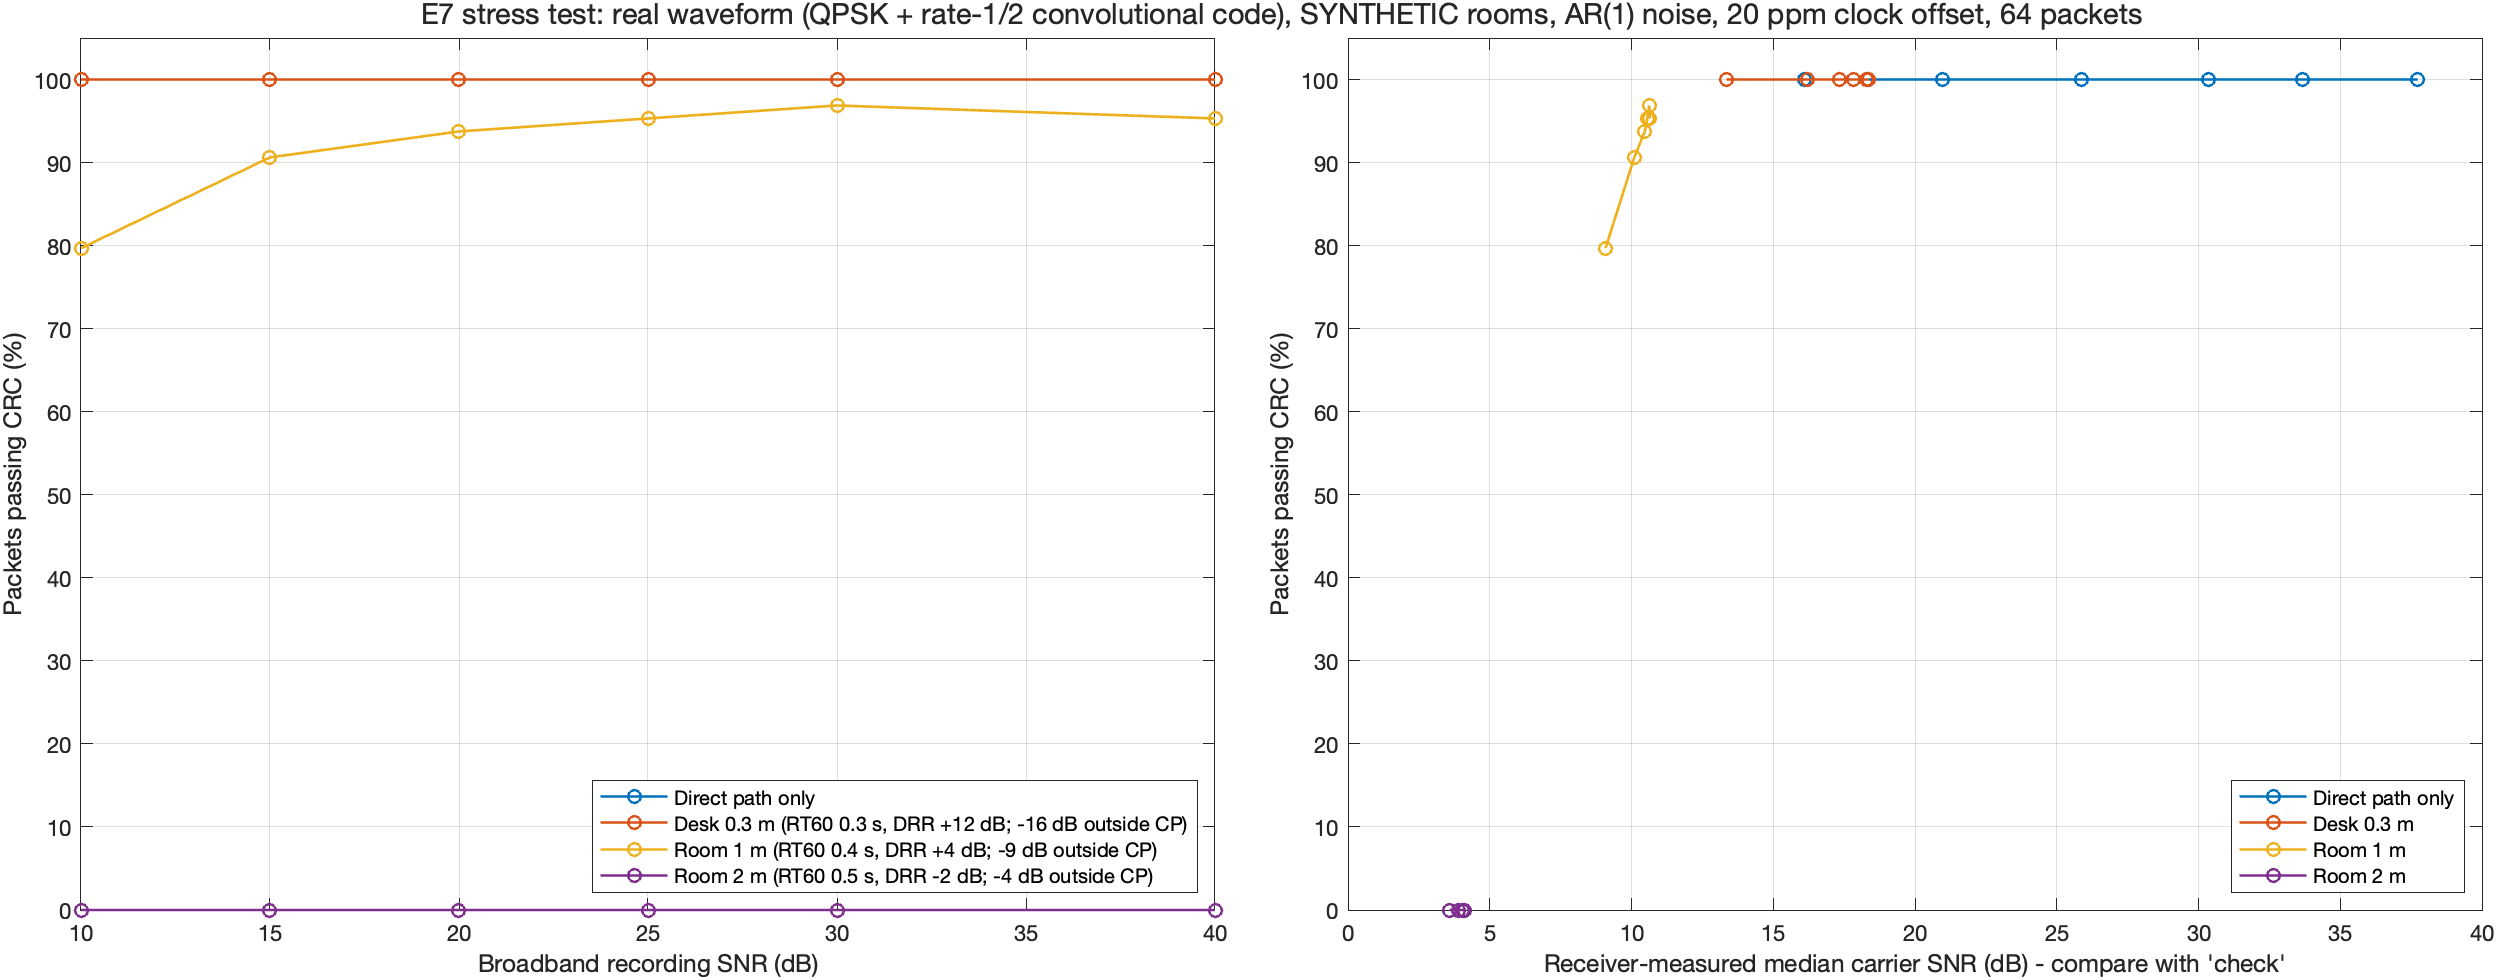 E7 stress test: real waveform (QPSK + rate-1/2 convolutional code), SYNTHETIC rooms, AR(1) noise, 20 ppm clock offset, 64 packets
Packets passing CRC (%)
100
90
80
70
60
50
40
30
20
10
0
10 15 20 25 30 35 40
Broadband recording SNR (dB)
Direct path only
Desk 0.3 m (RT60 0.3 s, DRR +12 dB; -16 dB outside CP)
Room 1 m (RT60 0.4 s, DRR +4 dB; -9 dB outside CP)
Room 2 m (RT60 0.5 s, DRR -2 dB; -4 dB outside CP)
Packets passing CRC (%)
100
90
80
70
60
50
40
30
20
10
0
0 5 10 15 20 25 30 35 40
Receiver-measured median carrier SNR (dB) - compare with 'check'
Direct path only
Desk 0.3 m
Room 1 m
Room 2 m